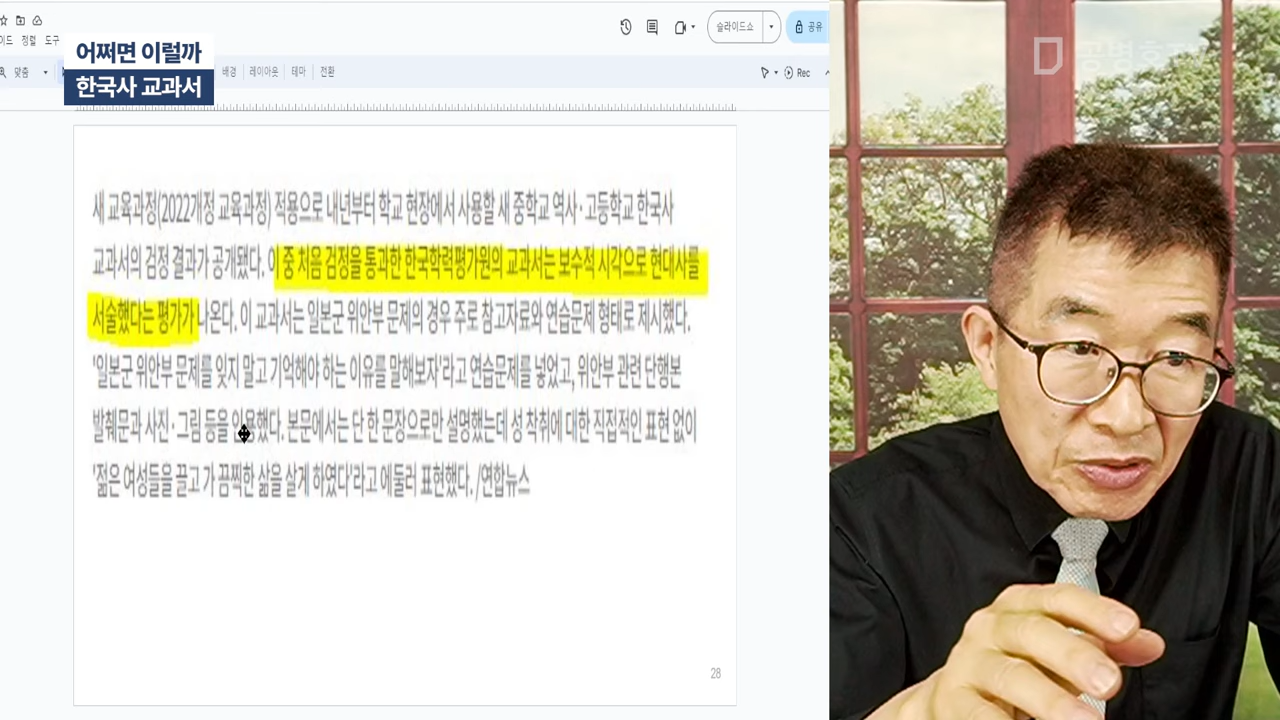 이드 정렬 도구
어쩌면 이럴까
한국사 교과서
슬라이드쇼
공유
맞춤
배경 레이아웃 테마 전환
Rec
새 교육과정(2022개정 교육과정) 적용으로 내년부터 학교 현장에서 사용할 새 중학교 역사·고등학교 한국사
교과서의 검정 결과가 공개됐다. 이 중 처음 검정을 통과한 한국학력평가원의 교과서는 보수적 시각으로 현대사를
서술했다는 평가가 나온다. 이 교과서는 일본군 위안부 문제의 경우 주로 참고자료와 연습문제 형태로 제시했다.
'일본군 위안부 문제를 잊지 말고 기억해야 하는 이유를 말해보자'라고 연습문제를 넣었고, 위안부 관련 단행본
발췌문과 사진·그림 등을 인용했다. 본문에서는 단 한 문장으로만 설명했는데 성 착취에 대한 직접적인 표현 없이
'젊은 여성들을 끌고 가 끔찍한 삶을 살게 하였다'라고 에둘러 표현했다. /연합뉴스
28